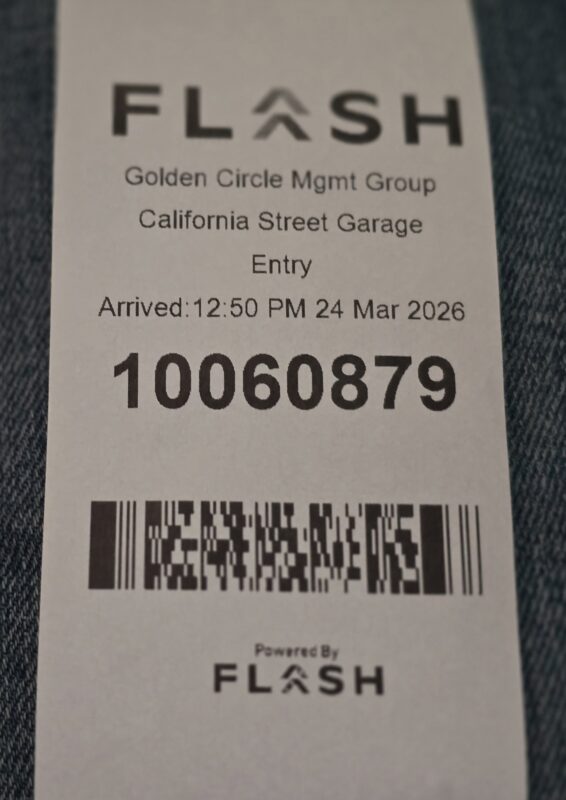 FLASH
Golden Circle Mgmt Group
California Street Garage
Entry
Arrived:12:50 PM 24 Mar 2026
10060879
Powered By
FLASH